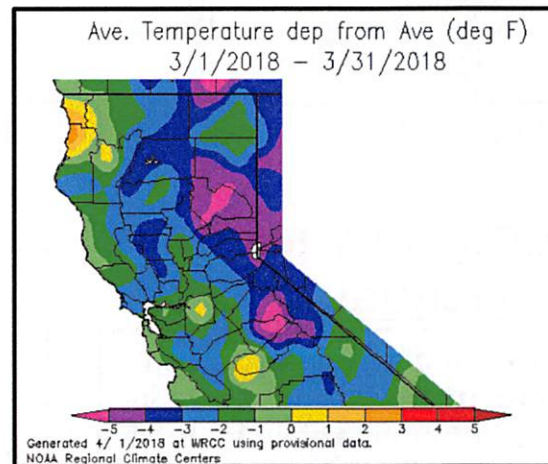 Ave. Temperature dep from Ave (deg F)
3/1/2018 – 3/31/2018
-5 -4 -3 -2 -1 0 1 2 3 4 5
Generated 4/ 1/2018 at WRCC using provisional data.
NOAA Regional Climate Centers